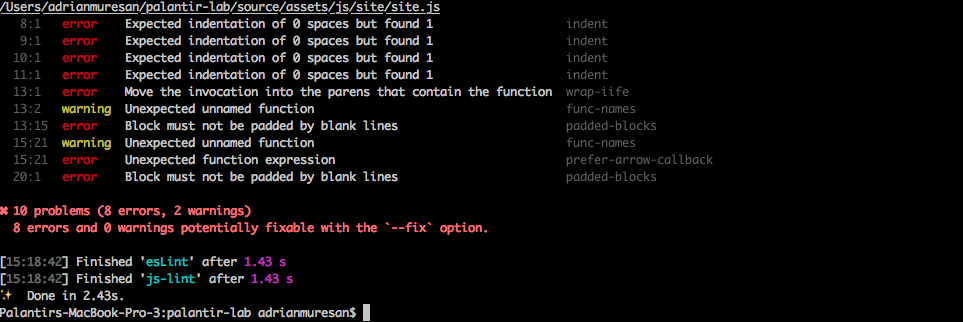 /Users/adrianmuresan/palantir-lab/source/assets/js/site/site.js
8:1 error Expected indentation of 0 spaces but found 1 indent
9:1 error Expected indentation of 0 spaces but found 1 indent
10:1 error Expected indentation of 0 spaces but found 1 indent
11:1 error Expected indentation of 0 spaces but found 1 indent
13:1 error Move the invocation into the parens that contain the function wrap-iife
13:2 warning Unexpected unnamed function func-names
13:15 error Block must not be padded by blank lines padded-blocks
15:21 warning Unexpected unnamed function func-names
15:21 error Unexpected function expression prefer-arrow-callback
20:1 error Block must not be padded by blank lines padded-blocks
✖ 10 problems (8 errors, 2 warnings)
8 errors and 0 warnings potentially fixable with the `--fix` option.
[15:18:42] Finished 'esLint' after 1.43 s
[15:18:42] Finished 'js-lint' after 1.43 s
✨ Done in 2.43s.
Palantirs-MacBook-Pro-3:palantir-lab adrianmuresan$